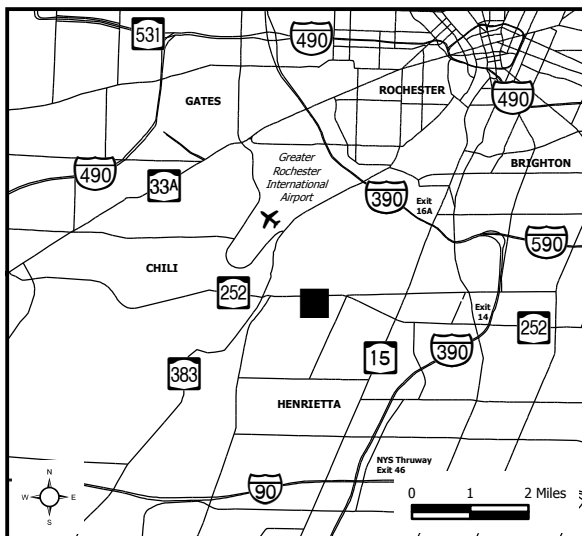 531
490
ROCHESTER
GATES
490
BRIGHTON
Greater
Rochester
International
Airport
490
33A
390
Exit
16A
590
CHILI
252
Exit
14
252
15
390
383
HENRIETTA
NYS Thruway
Exit 46
N
W E
S
90
0 1 2 Miles